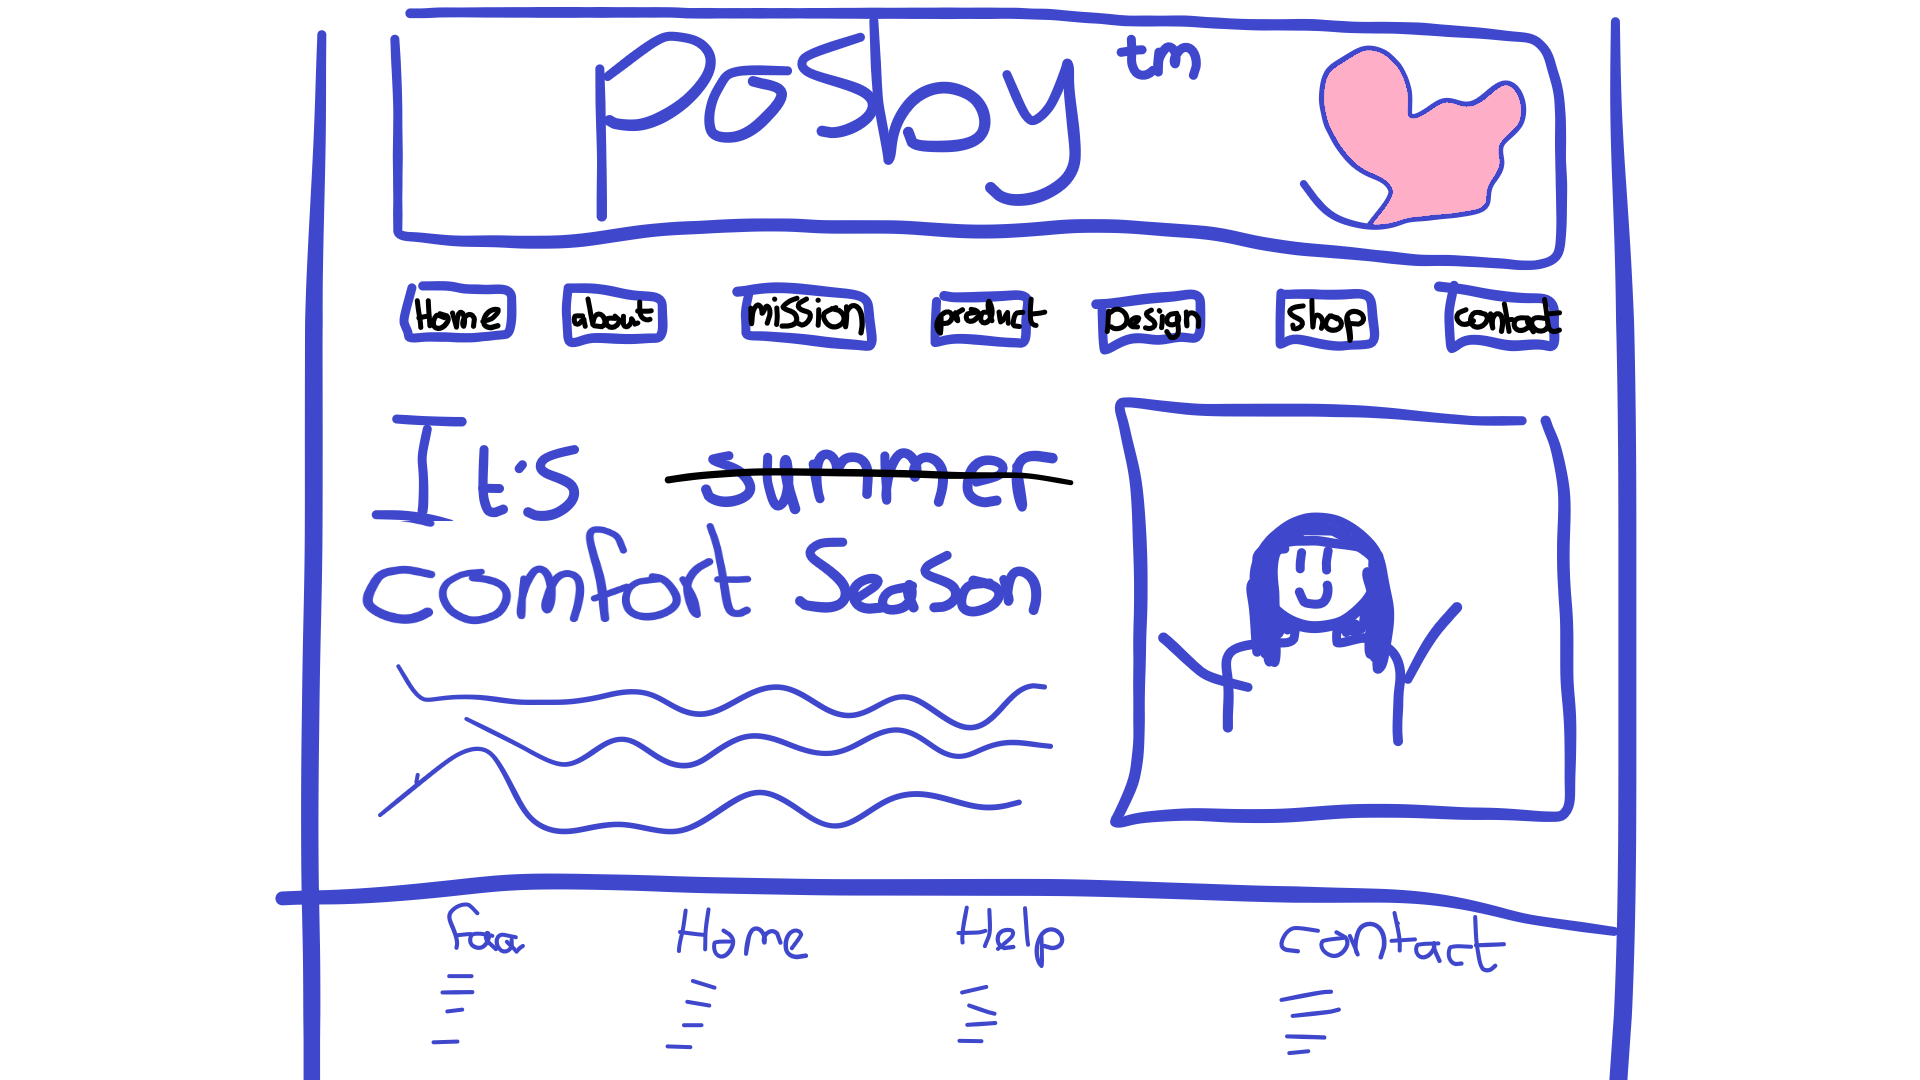 Posby tm
Home about mission product Design Shop contact
It's summer
comfort Season
faq Home Help contact